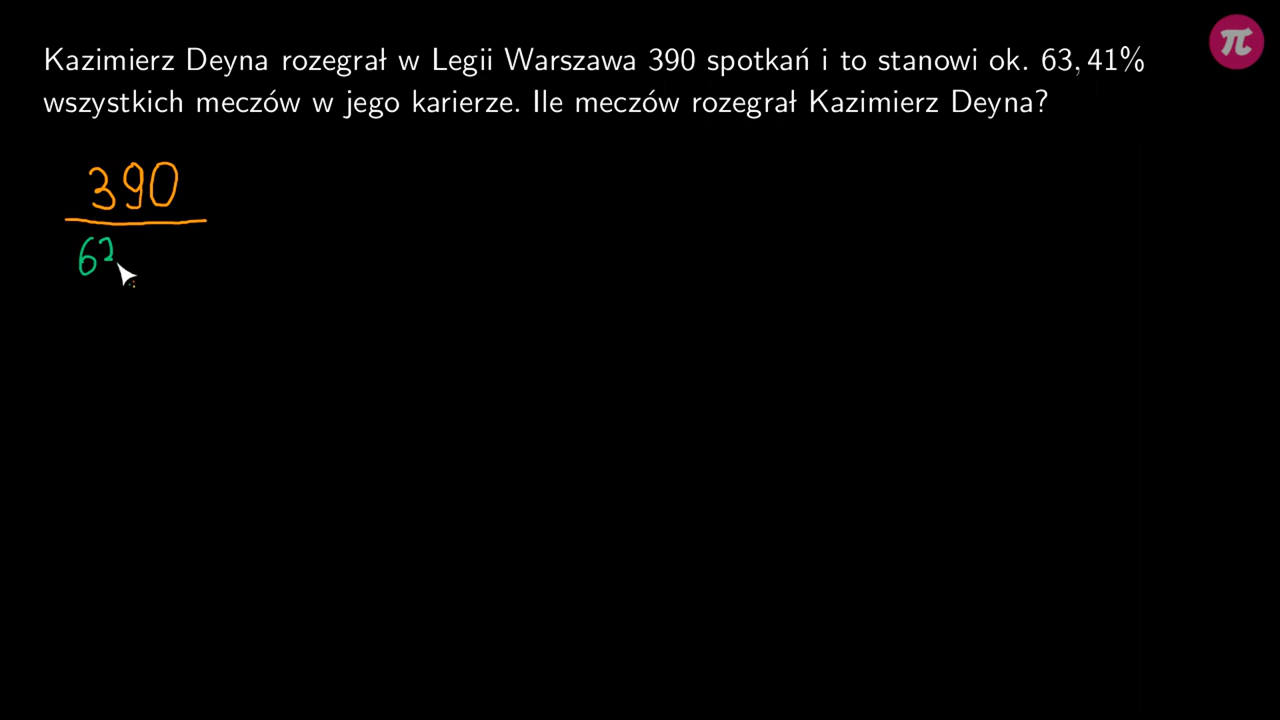 Kazimierz Deyna rozegrał w Legii Warszawa 390 spotkań i to stanowi ok. 63,41%
wszystkich meczów w jego karierze. Ile meczów rozegrał Kazimierz Deyna?
390
6
π